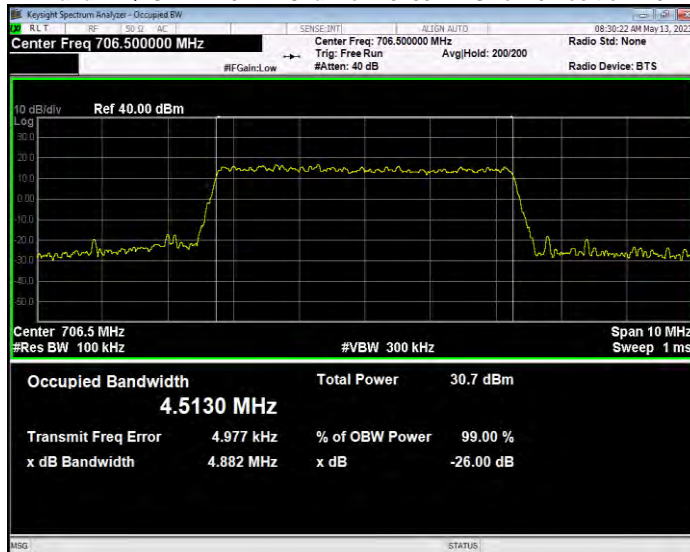 Keysight Spectrum Analyzer - Occupied BW
RLT RF 50 Ω AC SENSE:INT ALIGN AUTO 08:30:22 AM May 13, 2023
Center Freq 706.500000 MHz Center Freq: 706.500000 MHz Radio Std: None
Trig: Free Run Avg|Hold: 200/200
#IFGain:Low #Atten: 40 dB Radio Device: BTS
10 dB/div Ref 40.00 dBm
Log
30.0
20.0
10.0
0.00
-10.0
-20.0
-30.0
-40.0
-50.0
Center 706.5 MHz Span 10 MHz
#Res BW 100 kHz #VBW 300 kHz Sweep 1 ms
Occupied Bandwidth Total Power 30.7 dBm
4.5130 MHz
Transmit Freq Error 4.977 kHz % of OBW Power 99.00 %
x dB Bandwidth 4.882 MHz x dB -26.00 dB
MSG STATUS